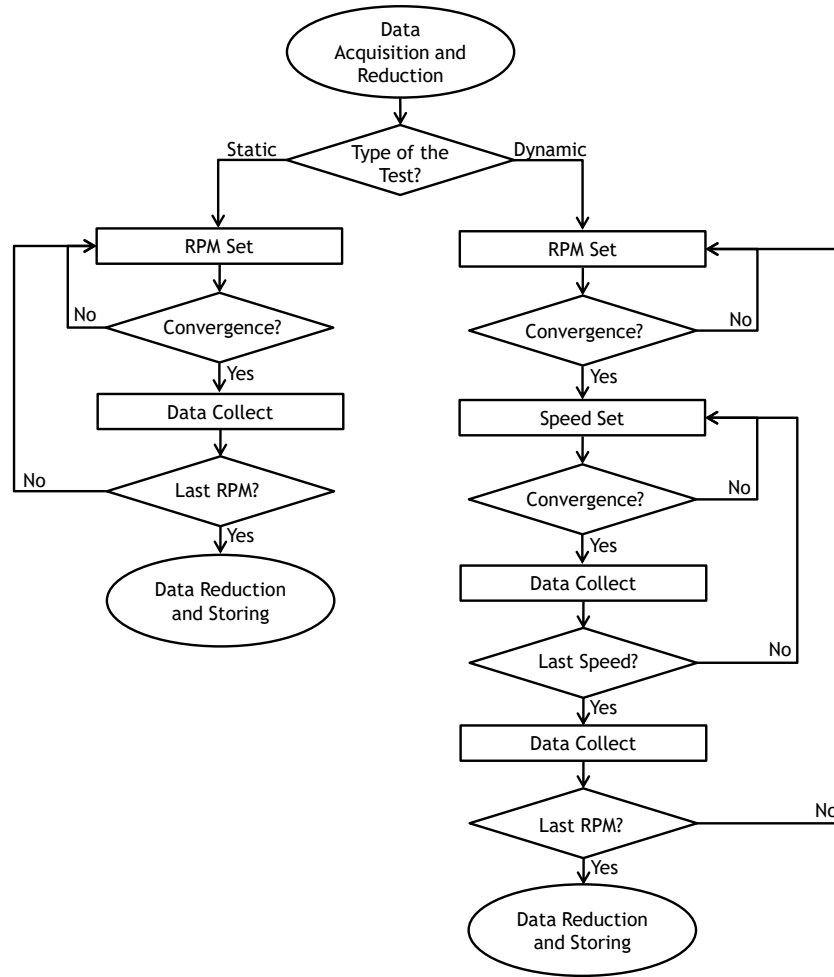 Data
Acquisition and
Reduction
Static
Type of the
Test?
Dynamic
RPM Set
No
Convergence?
Yes
Data Collect
No
Last RPM?
Yes
Data Reduction
and Storing
RPM Set
Convergence?
No
Yes
Speed Set
Convergence?
No
Yes
Data Collect
Last Speed?
No
Yes
Data Collect
Last RPM?
No
Yes
Data Reduction
and Storing